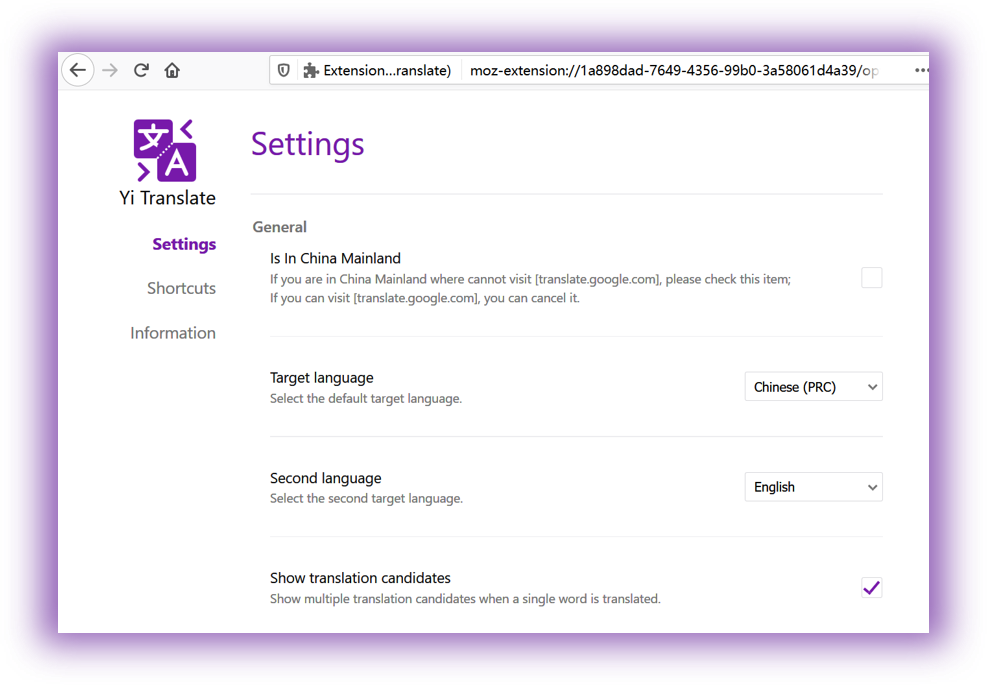 Extension...ranslate)
moz-extension://1a898dad-7649-4356-99b0-3a58061d4a39/op
文
A
Yi Translate
Settings
Shortcuts
Information
Settings
General
Is In China Mainland
If you are in China Mainland where cannot visit [translate.google.com], please check this item;
If you can visit [translate.google.com], you can cancel it.
Target language
Select the default target language.
Chinese (PRC)
Second language
Select the second target language.
English
Show translation candidates
Show multiple translation candidates when a single word is translated.